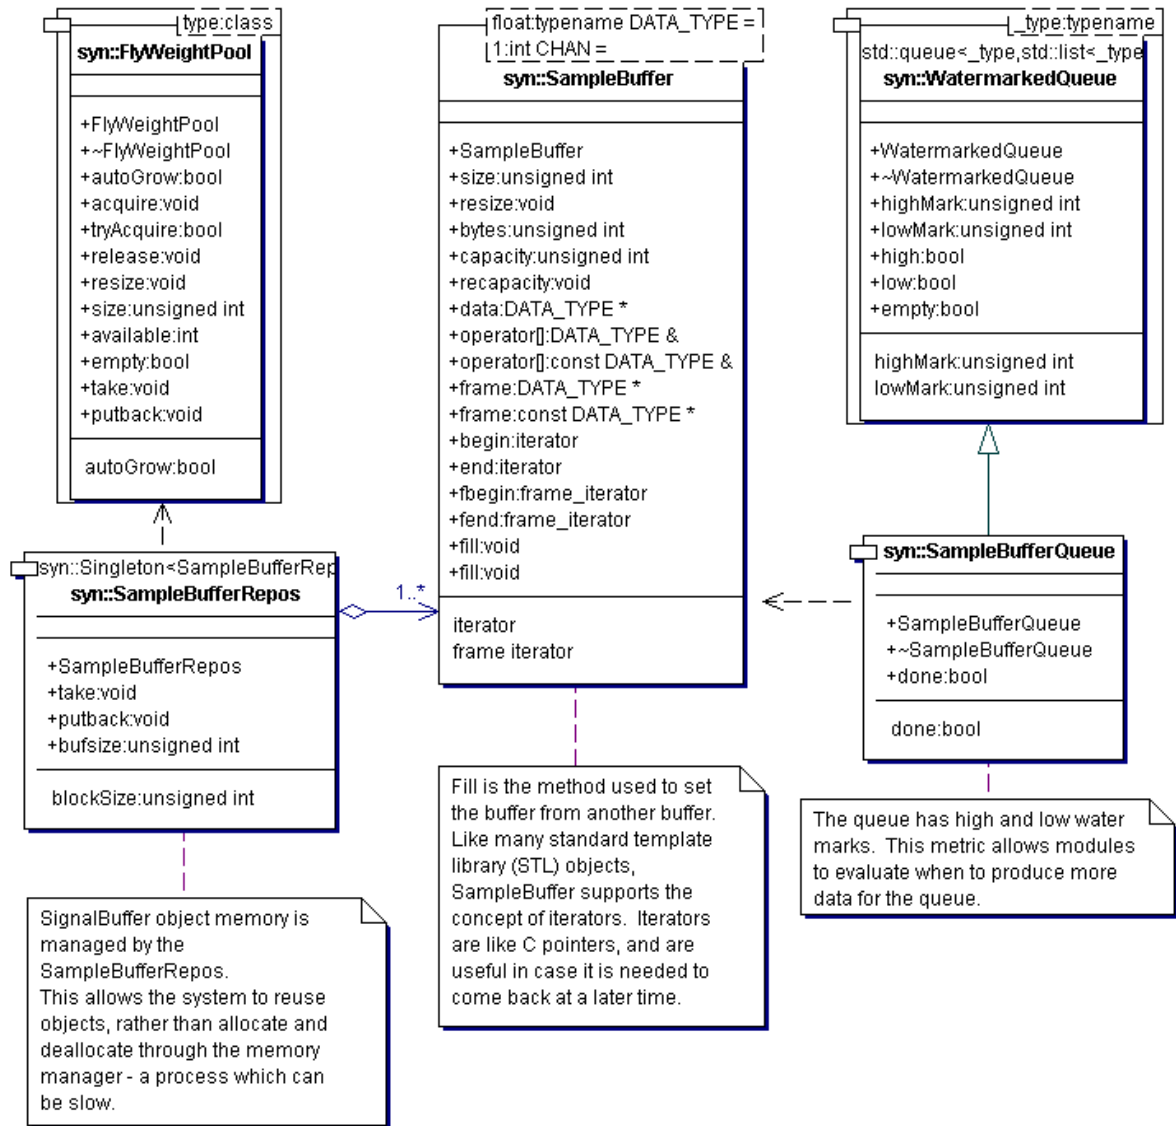 type:class
syn::FlyWeightPool
+FlyWeightPool
+~FlyWeightPool
+autoGrow:bool
+acquire:void
+tryAcquire:bool
+release:void
+resize:void
+size:unsigned int
+available:int
+empty:bool
+take:void
+putback:void
autoGrow:bool
float:typename DATA_TYPE =
1:int CHAN =
syn::SampleBuffer
+SampleBuffer
+size:unsigned int
+resize:void
+bytes:unsigned int
+capacity:unsigned int
+recapacity:void
+data:DATA_TYPE *
+operator[]:DATA_TYPE &
+operator[]:const DATA_TYPE &
+frame:DATA_TYPE *
+frame:const DATA_TYPE *
+begin:iterator
+end:iterator
+fbegin:frame_iterator
+fend:frame_iterator
+fill:void
+fill:void
iterator
frame iterator
_type:typename
std::queue<_type,std::list<_type
syn::WatermarkedQueue
+WatermarkedQueue
+~WatermarkedQueue
+highMark:unsigned int
+lowMark:unsigned int
+high:bool
+low:bool
+empty:bool
highMark:unsigned int
lowMark:unsigned int
syn::Singleton<SampleBufferRep
syn::SampleBufferRepos
+SampleBufferRepos
+take:void
+putback:void
+bufsize:unsigned int
blockSize:unsigned int
1..*
syn::SampleBufferQueue
+SampleBufferQueue
+~SampleBufferQueue
+done:bool
done:bool
SignalBuffer object memory is
managed by the
SampleBufferRepos.
This allows the system to reuse
objects, rather than allocate and
deallocate through the memory
manager - a process which can
be slow.
Fill is the method used to set
the buffer from another buffer.
Like many standard template
library (STL) objects,
SampleBuffer supports the
concept of iterators. Iterators
are like C pointers, and are
useful in case it is needed to
come back at a later time.
The queue has high and low water
marks. This metric allows modules
to evaluate when to produce more
data for the queue.